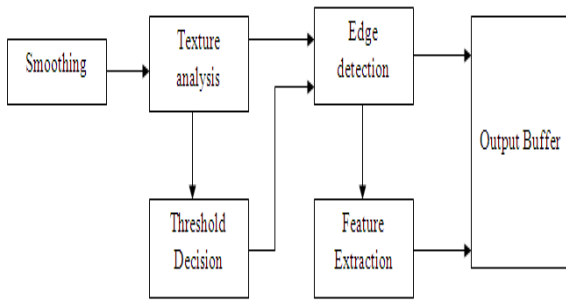 Smoothing
Texture
analysis
Edge
detection
Output Buffer
Threshold
Decision
Feature
Extraction